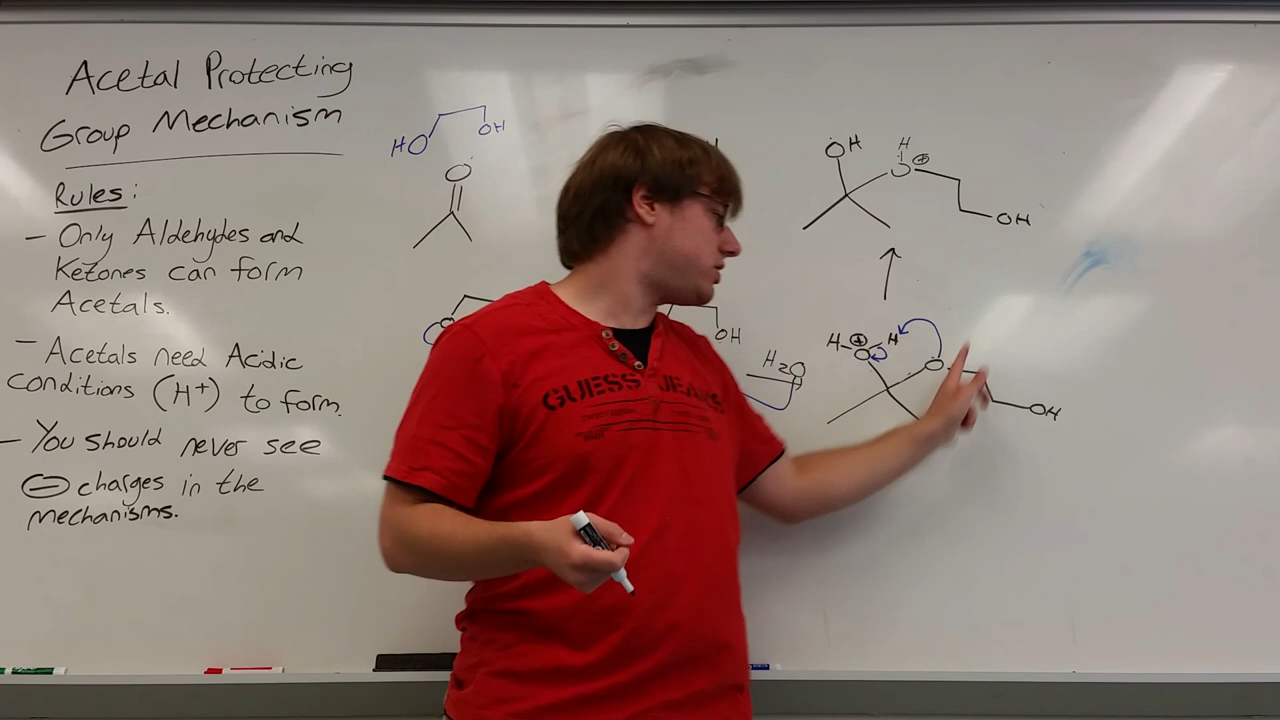 Acetal Protecting
Group Mechanism
Rules:
- Only Aldehydes and
Ketones can form
Acetals.
- Acetals need Acidic
conditions (H+) to form.
- You should never see
⊖ charges in the
mechanisms.
HO
OH
O
O
OH
H2O
H
OH
H
O ⊕
OH
H-O ⊕ H
O
OH
GUESS JEANS